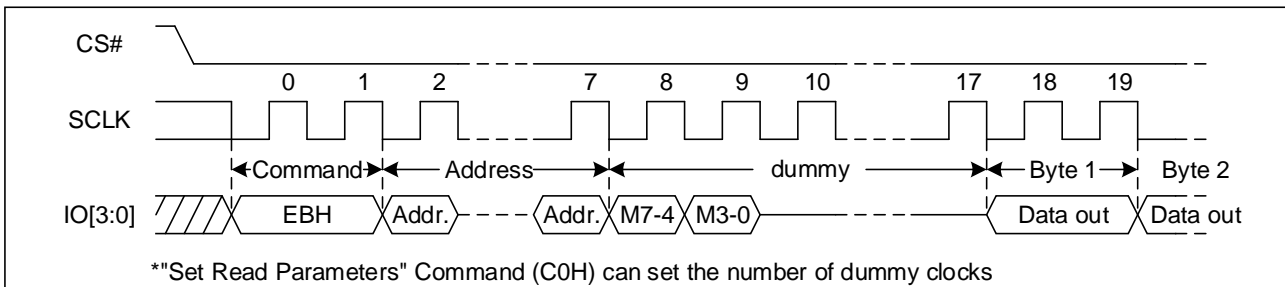 CS#
0 1 2 7 8 9 10 17 18 19
SCLK
Command Address dummy Byte 1 Byte 2
IO[3:0] EBH Addr. Addr. M7-4 M3-0 Data out Data out
*"Set Read Parameters" Command (C0H) can set the number of dummy clocks